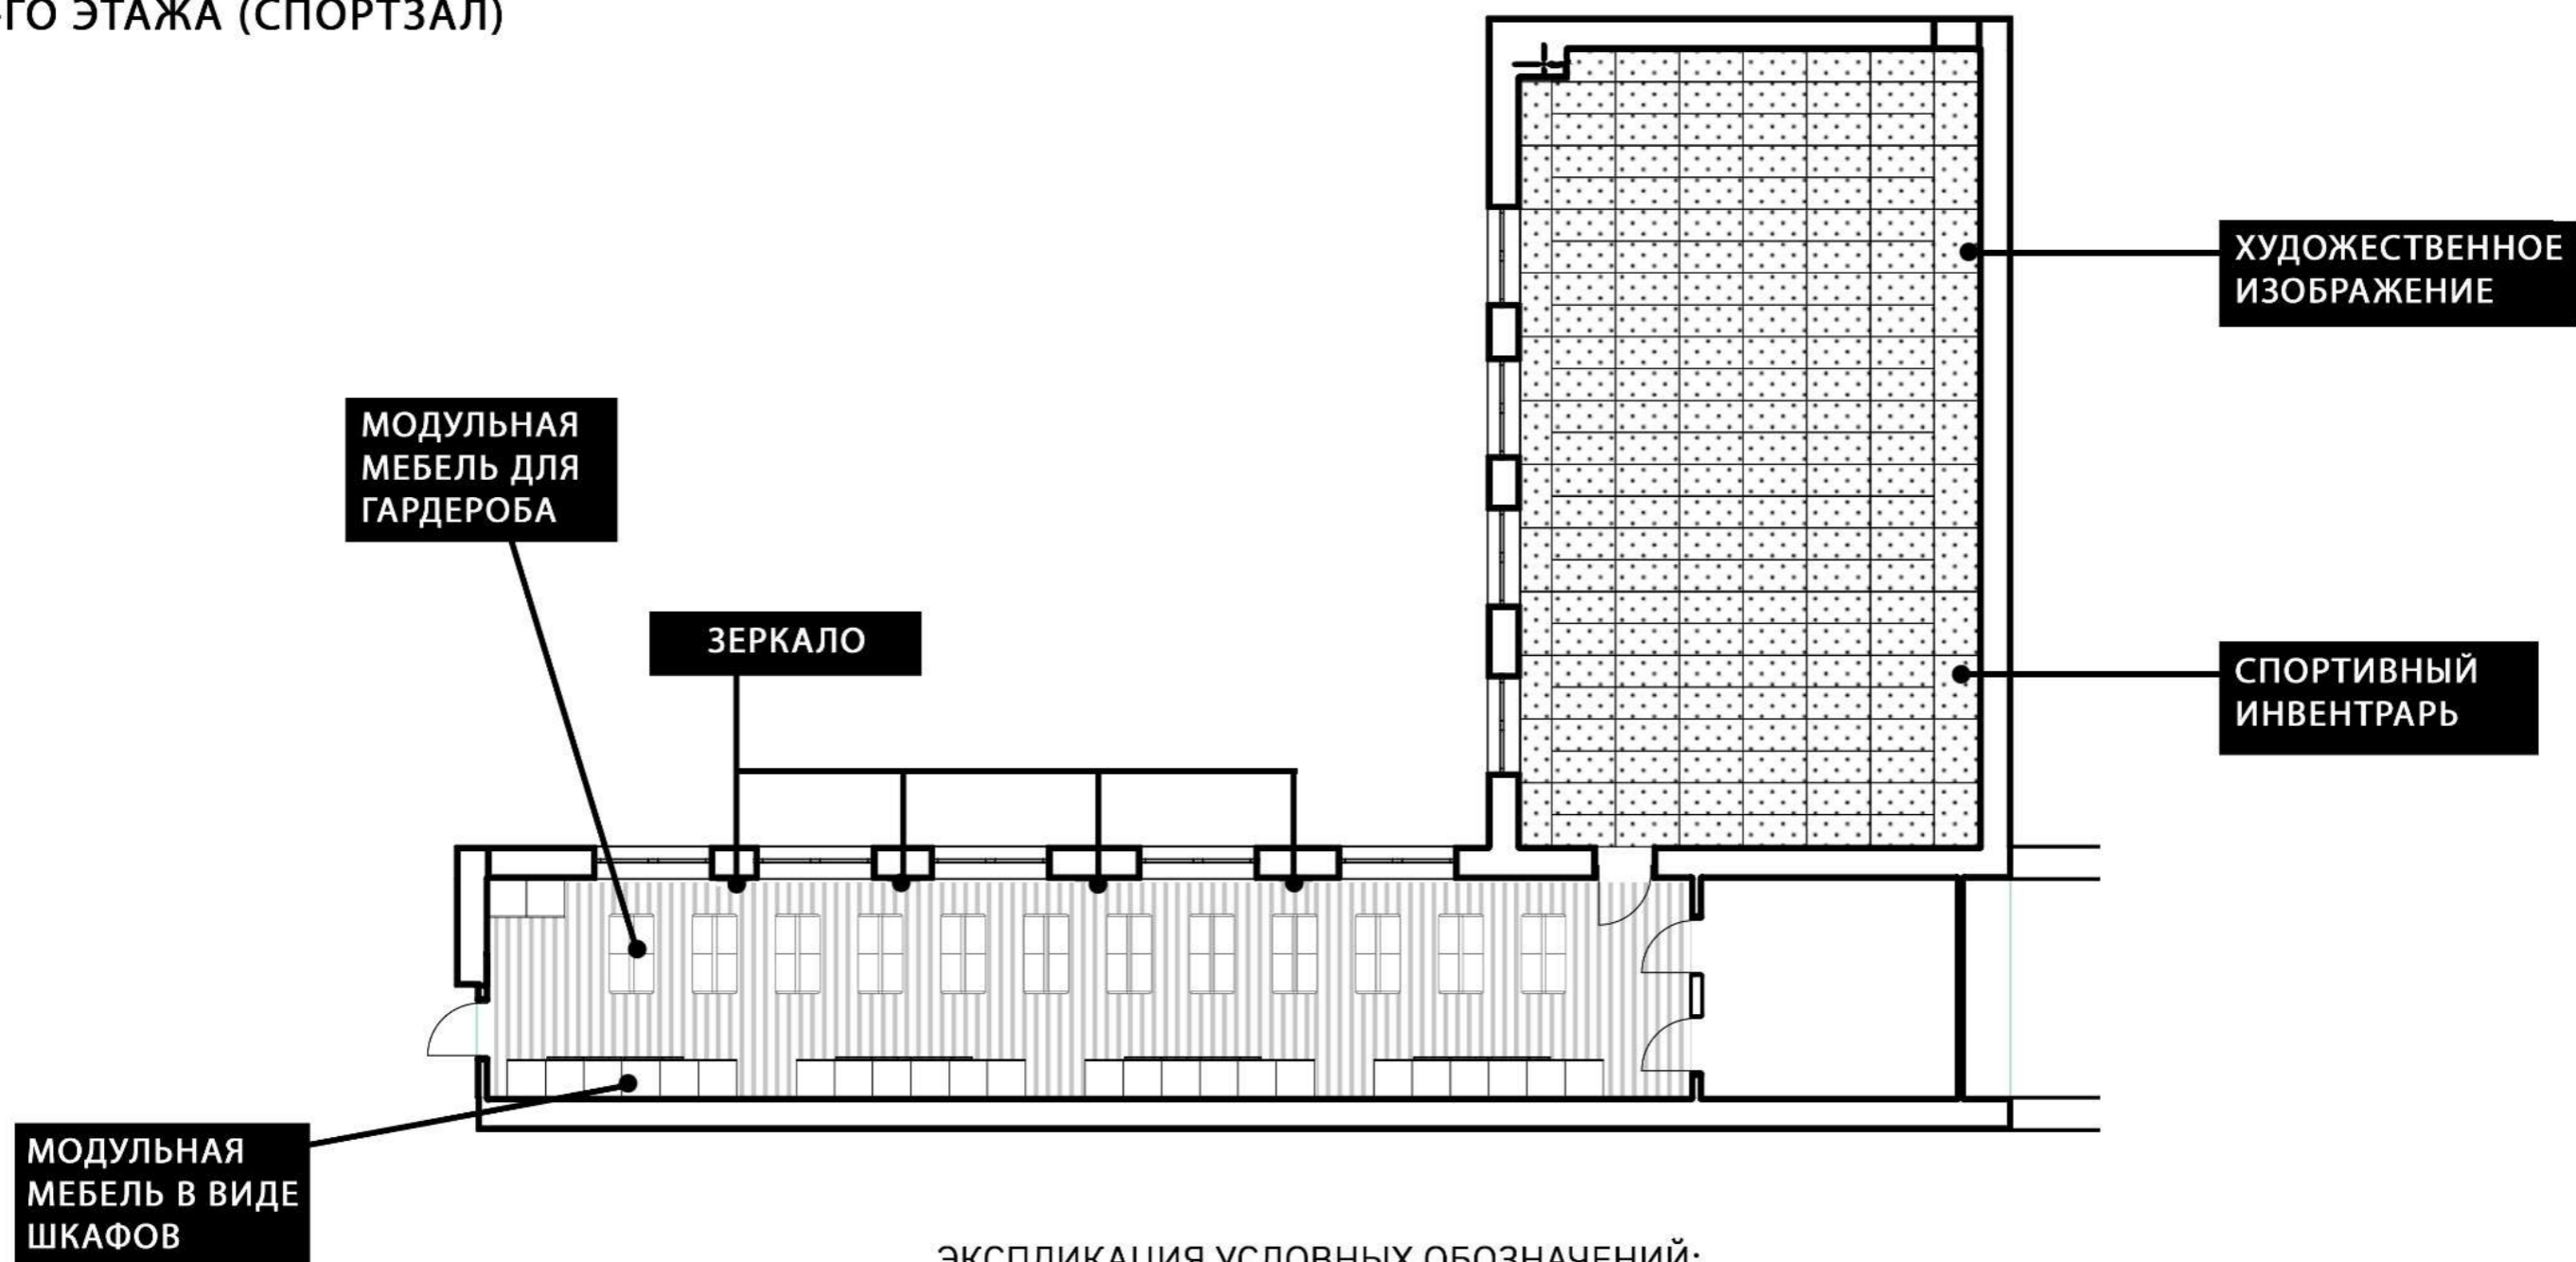 -ГО ЭТАЖА (СПОРТЗАЛ)
ХУДОЖЕСТВЕННОЕ
ИЗОБРАЖЕНИЕ
МОДУЛЬНАЯ
МЕБЕЛЬ ДЛЯ
ГАРДЕРОБА
ЗЕРКАЛО
СПОРТИВНЫЙ
ИНВЕНТРАРЬ
МОДУЛЬНАЯ
МЕБЕЛЬ В ВИДЕ
ШКАФОВ
ЭКСПЛИКАЦИЯ УСЛОВНЫХ ОБОЗНАЧЕНИЙ: